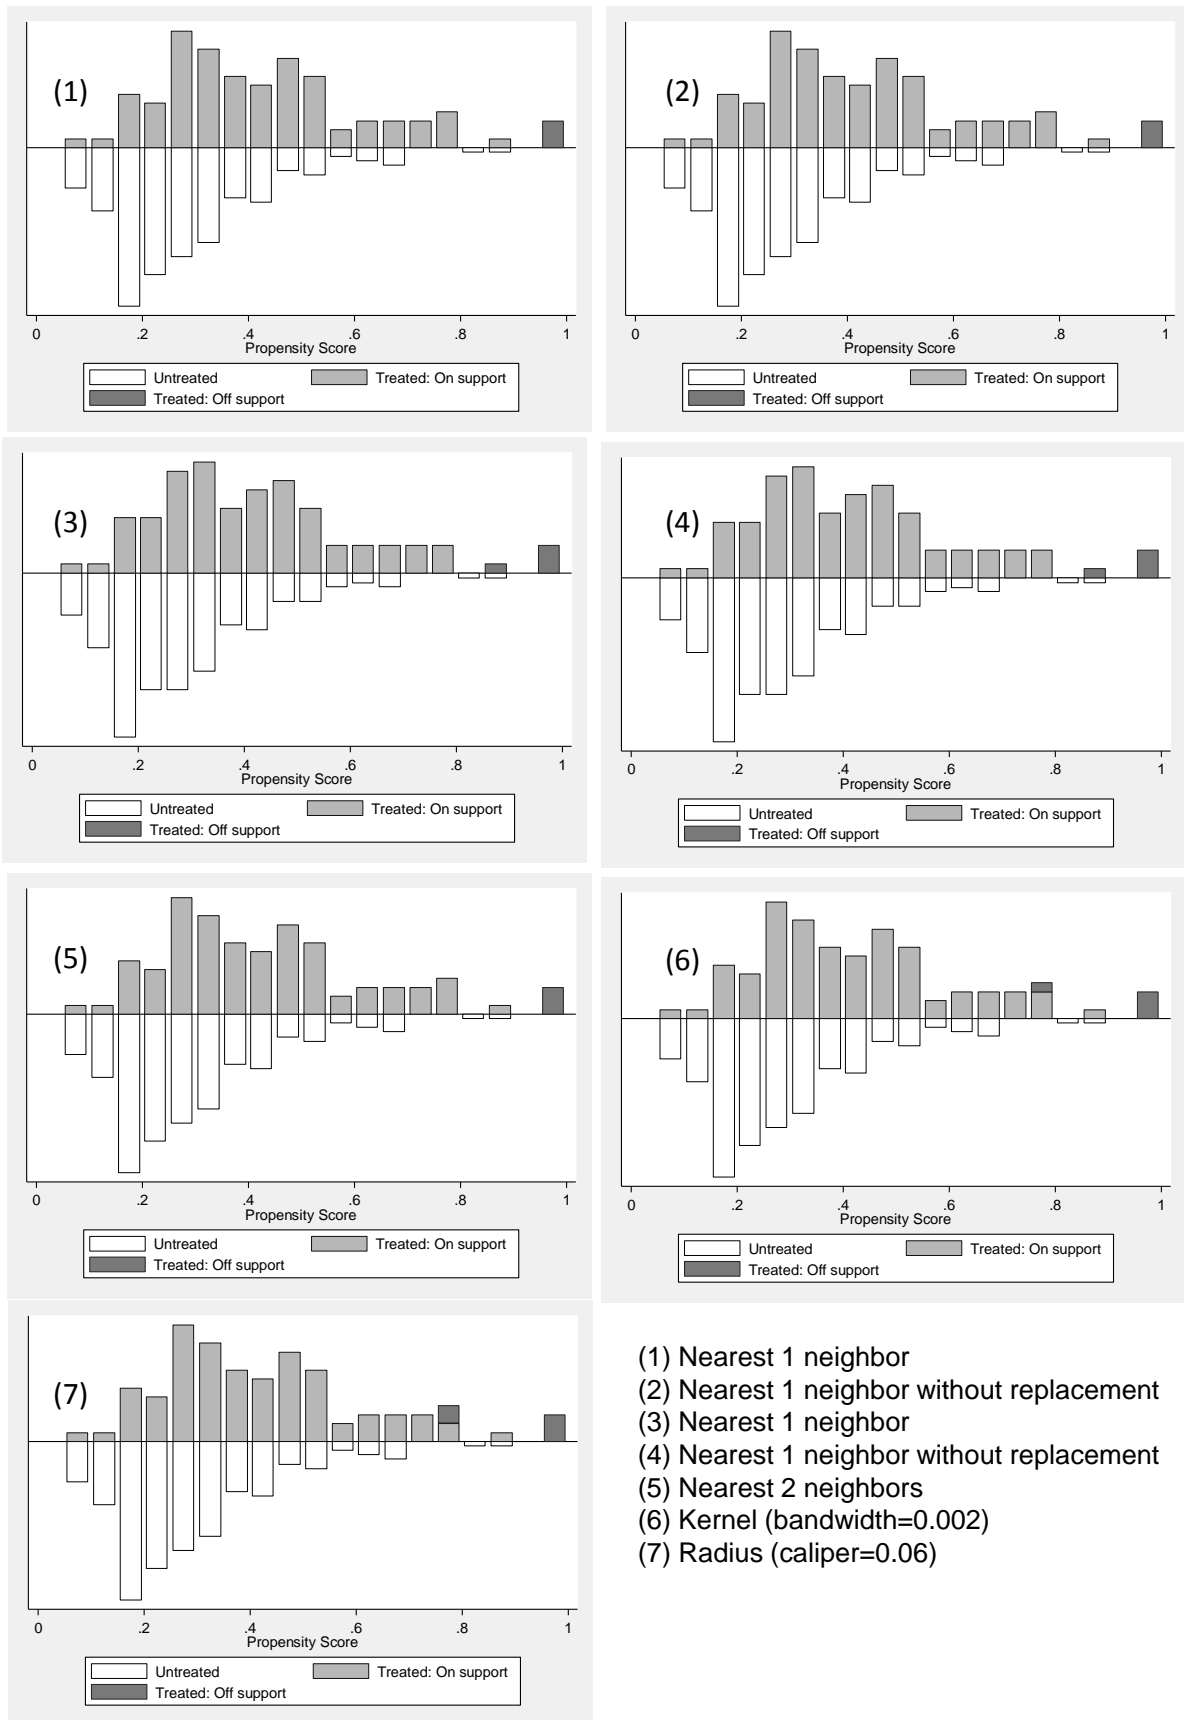 (1)
0 .2 .4 .6 .8 1
Propensity Score
Untreated Treated: On support
Treated: Off support
(2)
0 .2 .4 .6 .8 1
Propensity Score
Untreated Treated: On support
Treated: Off support
(3)
0 .2 .4 .6 .8 1
Propensity Score
Untreated Treated: On support
Treated: Off support
(4)
0 .2 .4 .6 .8 1
Propensity Score
Untreated Treated: On support
Treated: Off support
(5)
0 .2 .4 .6 .8 1
Propensity Score
Untreated Treated: On support
Treated: Off support
(6)
0 .2 .4 .6 .8 1
Propensity Score
Untreated Treated: On support
Treated: Off support
(7)
0 .2 .4 .6 .8 1
Propensity Score
Untreated Treated: On support
Treated: Off support
(1) Nearest 1 neighbor
(2) Nearest 1 neighbor without replacement
(3) Nearest 1 neighbor
(4) Nearest 1 neighbor without replacement
(5) Nearest 2 neighbors
(6) Kernel (bandwidth=0.002)
(7) Radius (caliper=0.06)